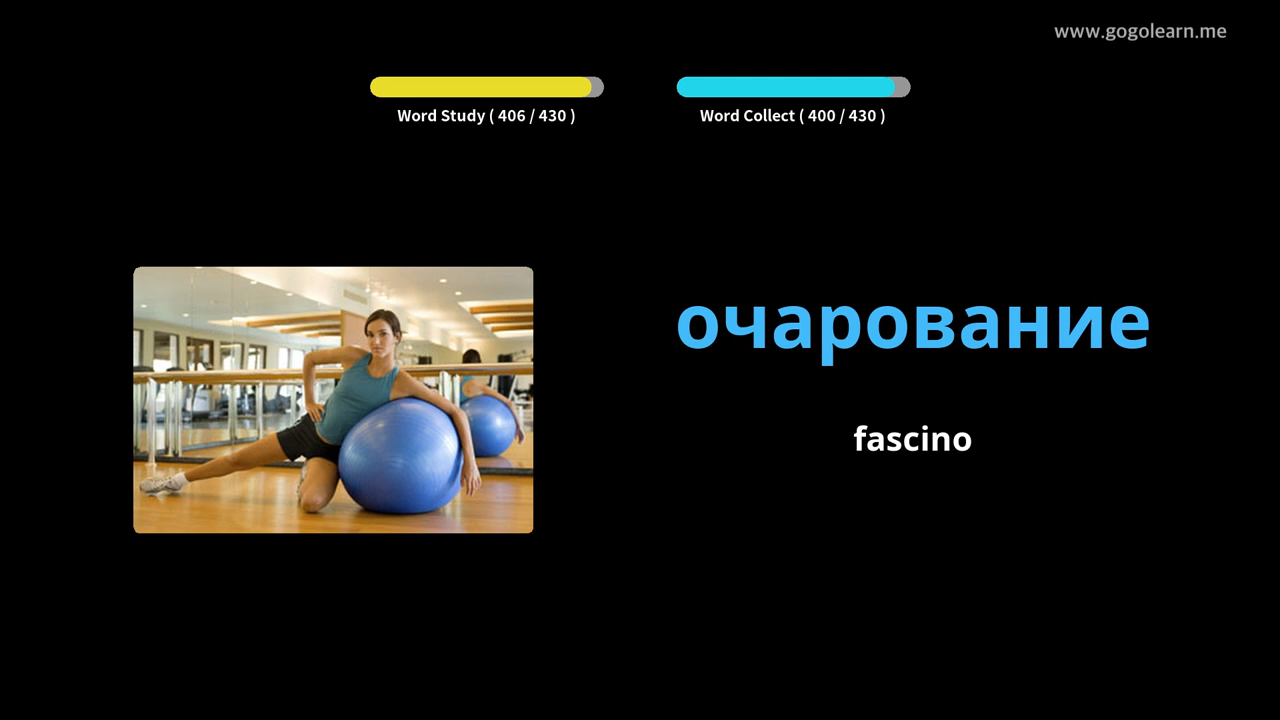 www.gogolearn.me
Word Study ( 406 / 430 )
Word Collect ( 400 / 430 )
очарование
fascino